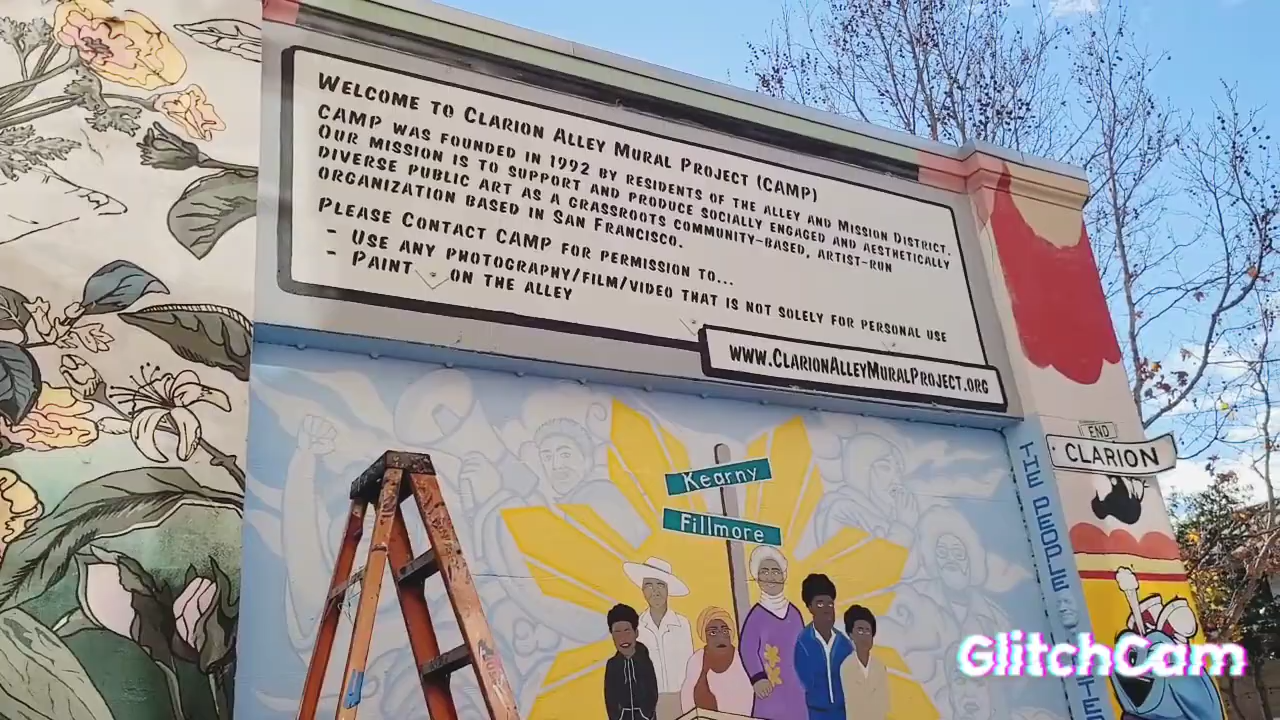 Welcome to Clarion Alley Mural Project (CAMP)
CAMP was founded in 1992 by residents of the alley and Mission District.
Our mission is to support and produce socially engaged and aesthetically
diverse public art as a grassroots community-based, artist-run
organization based in San Francisco.
Please Contact CAMP for permission to...
- Use any photography/film/video that is not solely for personal use
- Paint on the alley
www.ClarionAlleyMuralProject.org
END
CLARION
Kearny
Fillmore
THE PEOPLE
GlitchCam